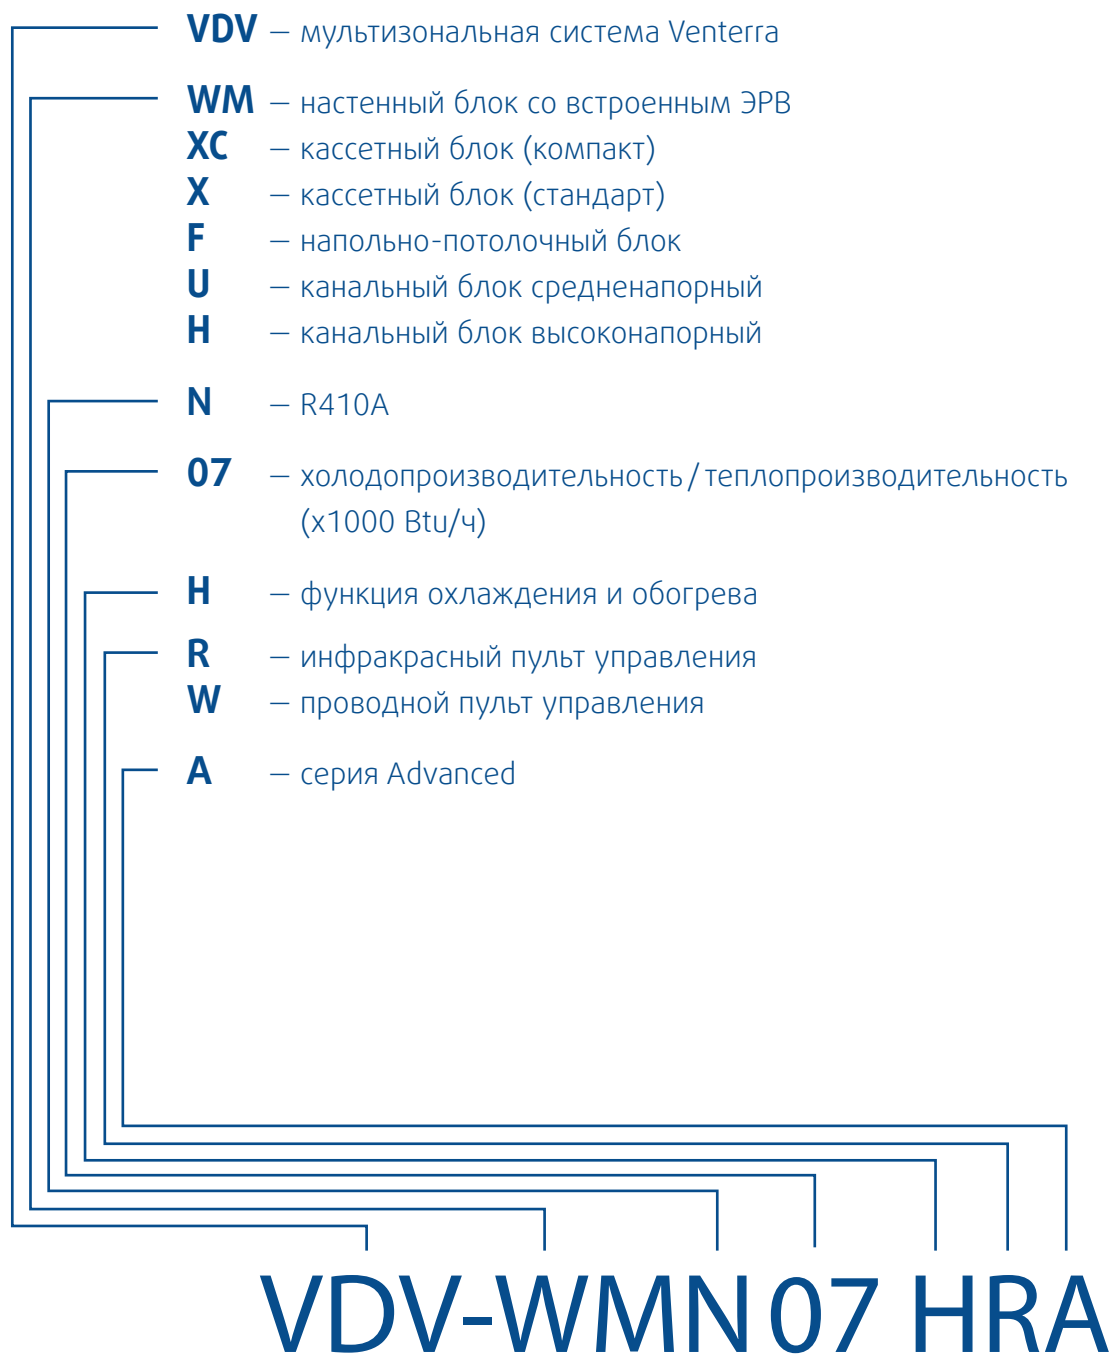 VDV – мультизональная система Venterra
WM – настенный блок со встроенным ЭРВ
XC – кассетный блок (компакт)
X – кассетный блок (стандарт)
F – напольно-потолочный блок
U – канальный блок средненапорный
H – канальный блок высоконапорный
N – R410A
07 – холодопроизводительность / теплопроизводительность
(x1000 Btu/ч)
H – функция охлаждения и обогрева
R – инфракрасный пульт управления
W – проводной пульт управления
A – серия Advanced
VDV-WMN 07 HRA